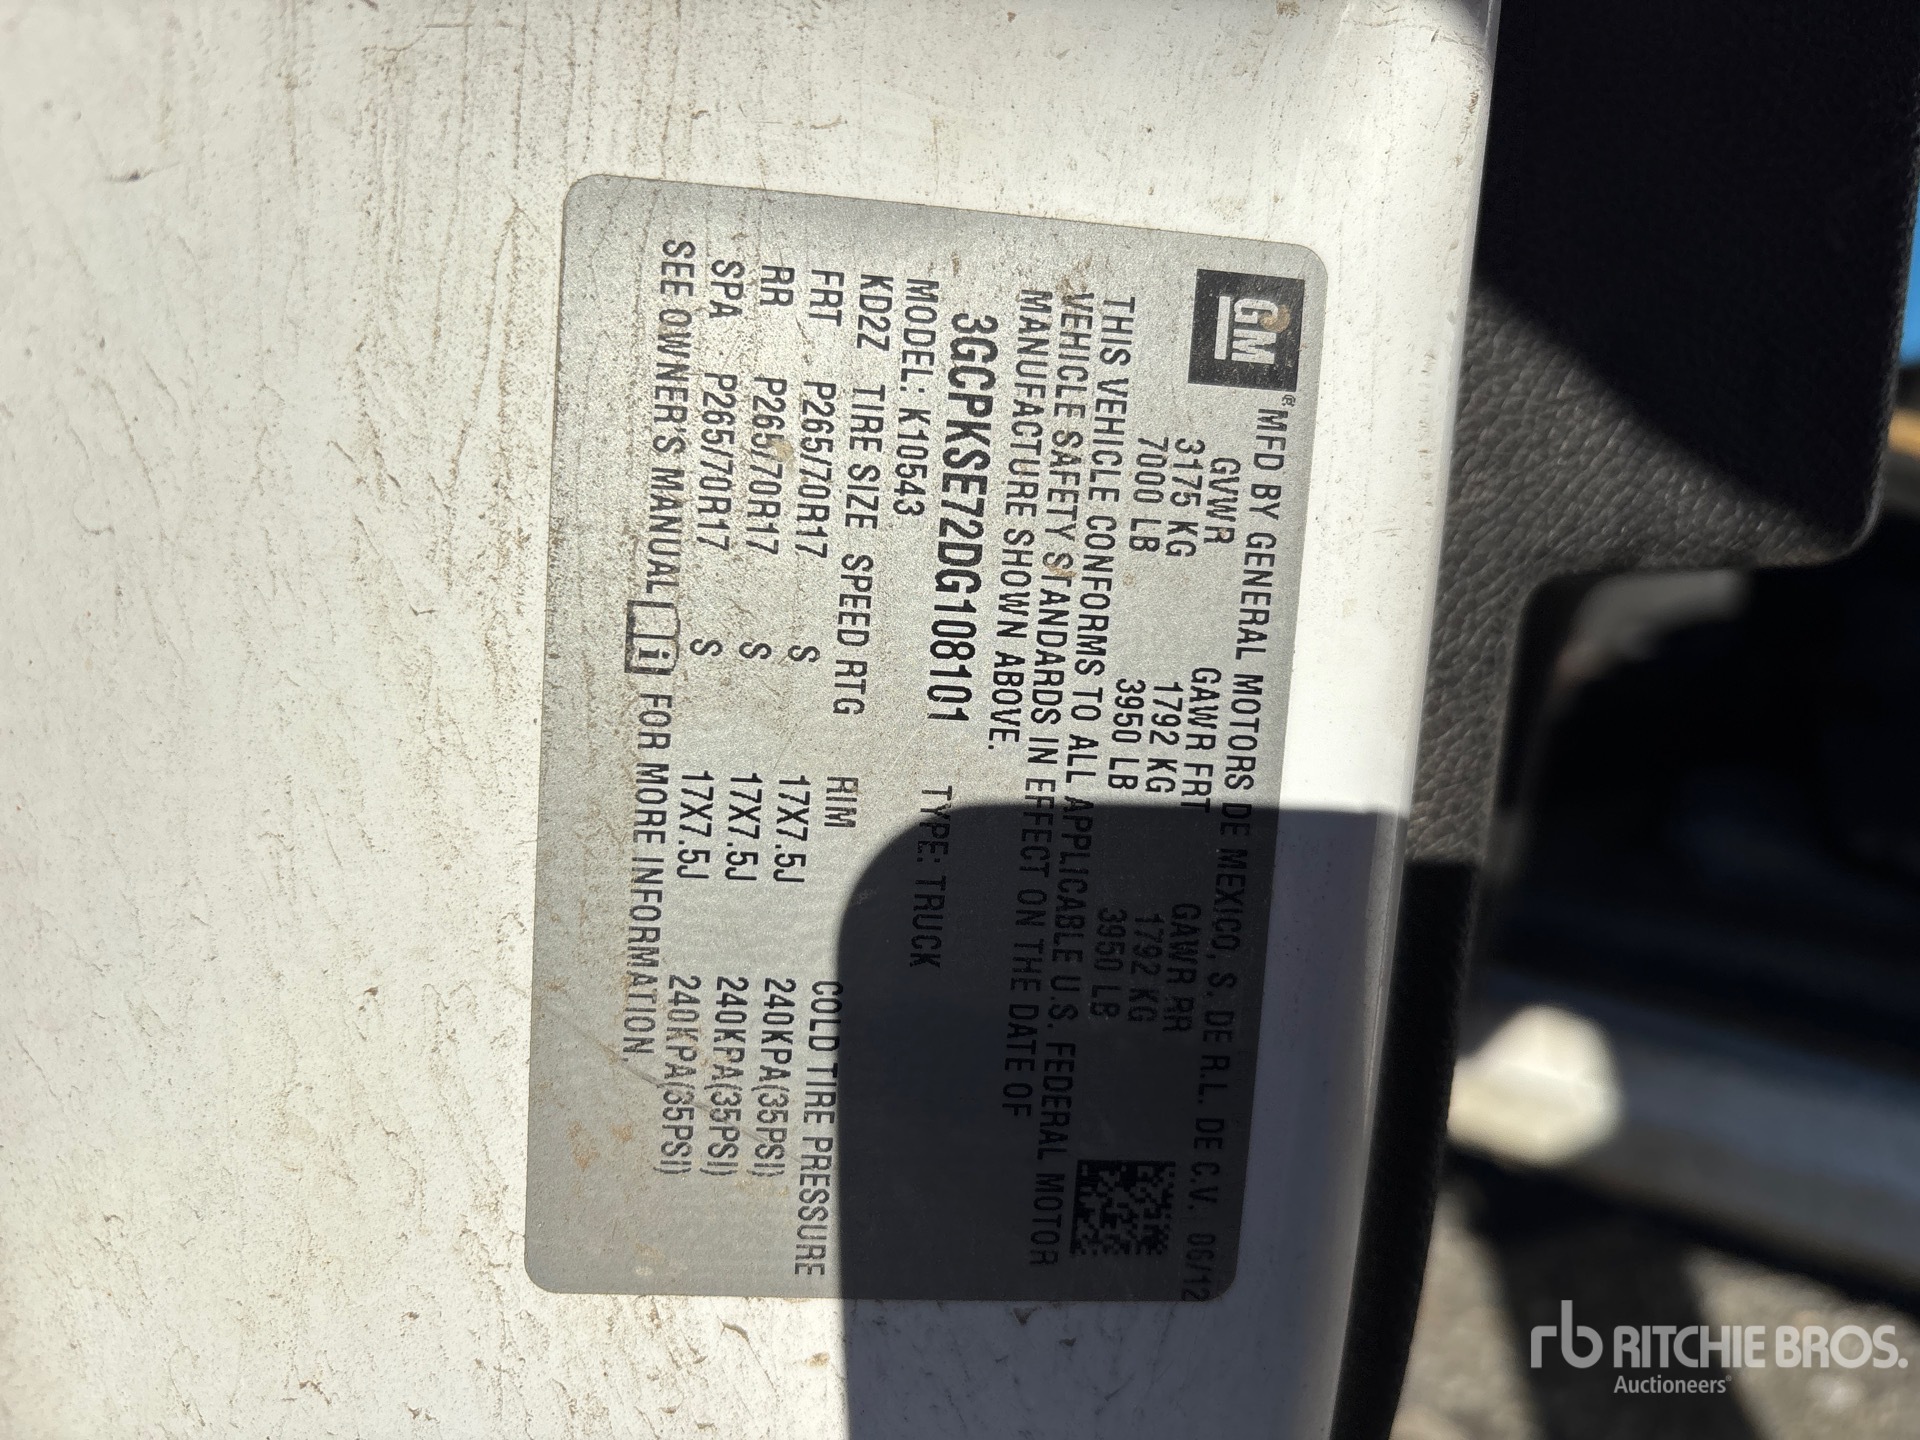 GM
® MFD BY GENERAL MOTORS DE MEXICO, S. DE R.L. DE C.V. 06/12
GVWR GAWR FRT GAWR RR
3175 KG 1792 KG 1792 KG
7000 LB 3950 LB 3950 LB
THIS VEHICLE CONFORMS TO ALL APPLICABLE U.S. FEDERAL MOTOR
VEHICLE SAFETY STANDARDS IN EFFECT ON THE DATE OF
MANUFACTURE SHOWN ABOVE.
3GCPKSE72DG108101 TYPE: TRUCK
MODEL: K10543
KD2Z TIRE SIZE SPEED RTG RIM COLD TIRE PRESSURE
FRT P265/70R17 S 17X7.5J 240KPA(35PSI)
RR P265/70R17 S 17X7.5J 240KPA(35PSI)
SPA P265/70R17 S 17X7.5J 240KPA(35PSI)
SEE OWNER'S MANUAL i FOR MORE INFORMATION.
rb RITCHIE BROS.
Auctioneers®